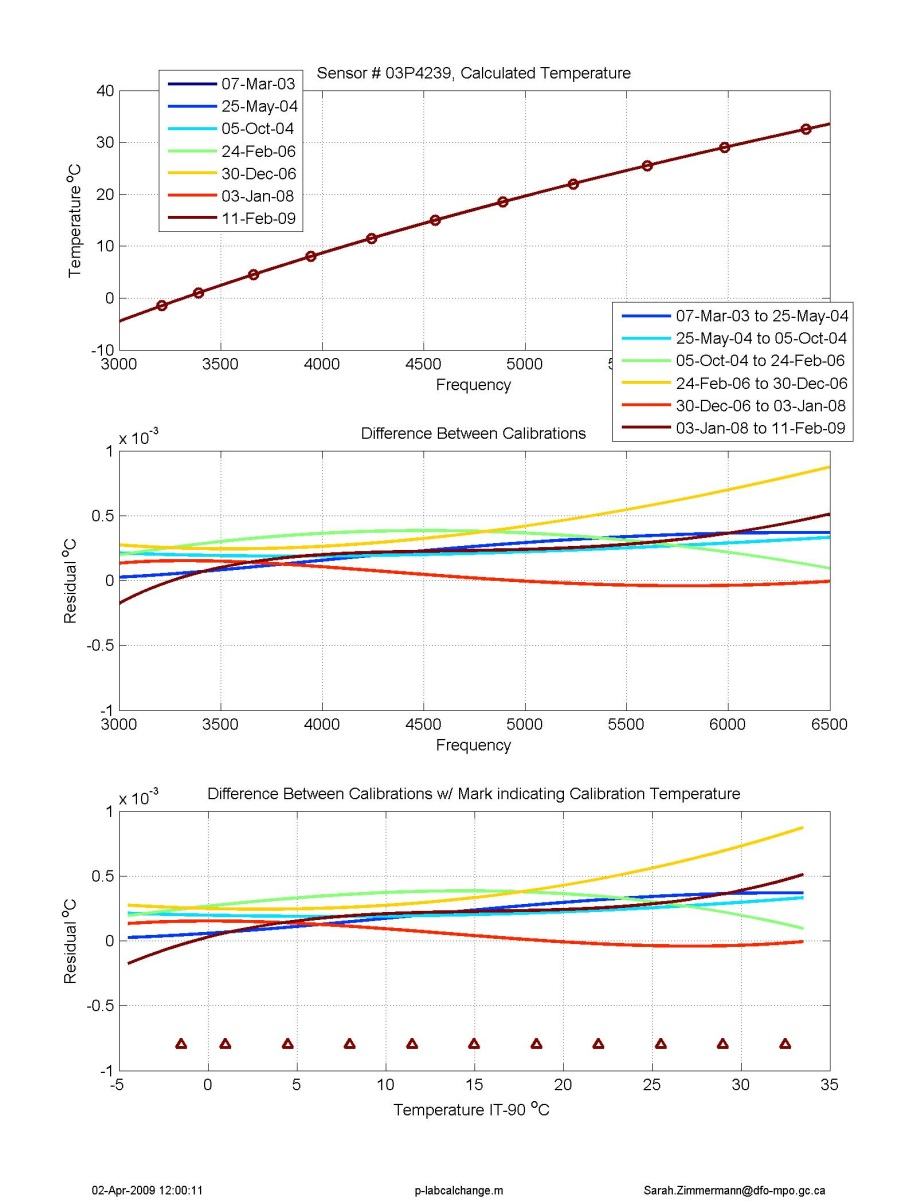 Sensor # 03P4239, Calculated Temperature
07-Mar-03
25-May-04
05-Oct-04
24-Feb-06
30-Dec-06
03-Jan-08
11-Feb-09
40
30
20
10
0
-10
Temperature °C
3000 3500 4000 4500 5000 5
Frequency
07-Mar-03 to 25-May-04
25-May-04 to 05-Oct-04
05-Oct-04 to 24-Feb-06
24-Feb-06 to 30-Dec-06
30-Dec-06 to 03-Jan-08
03-Jan-08 to 11-Feb-09
Difference Between Calibrations
x 10⁻³
1
0.5
0
-0.5
-1
Residual °C
3000 3500 4000 4500 5000 5500 6000 6500
Frequency
Difference Between Calibrations w/ Mark indicating Calibration Temperature
x 10⁻³
1
0.5
0
-0.5
-1
Residual °C
-5 0 5 10 15 20 25 30 35
Temperature IT-90 °C
02-Apr-2009 12:00:11 p-labcalchange.m Sarah.Zimmermann@dfo-mpo.gc.ca